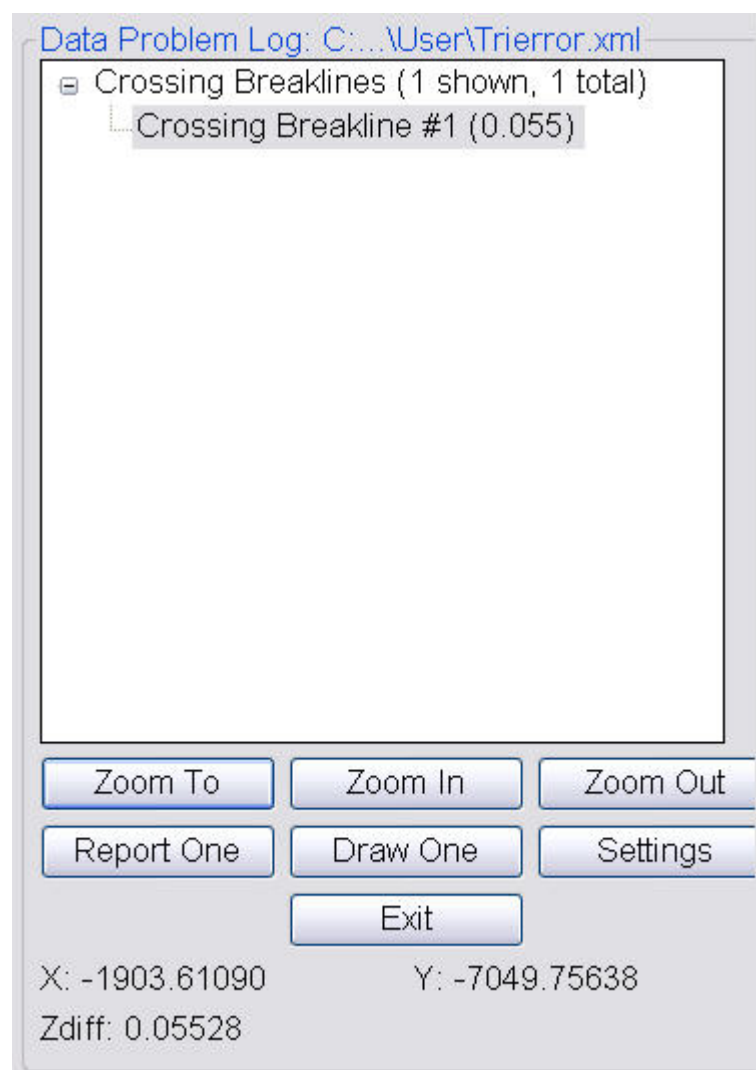 Data Problem Log: C:...\User\Trierror.xml
Crossing Breaklines (1 shown, 1 total)
Crossing Breakline #1 (0.055)
Zoom To Zoom In Zoom Out
Report One Draw One Settings
Exit
X: -1903.61090 Y: -7049.75638
Zdiff: 0.05528